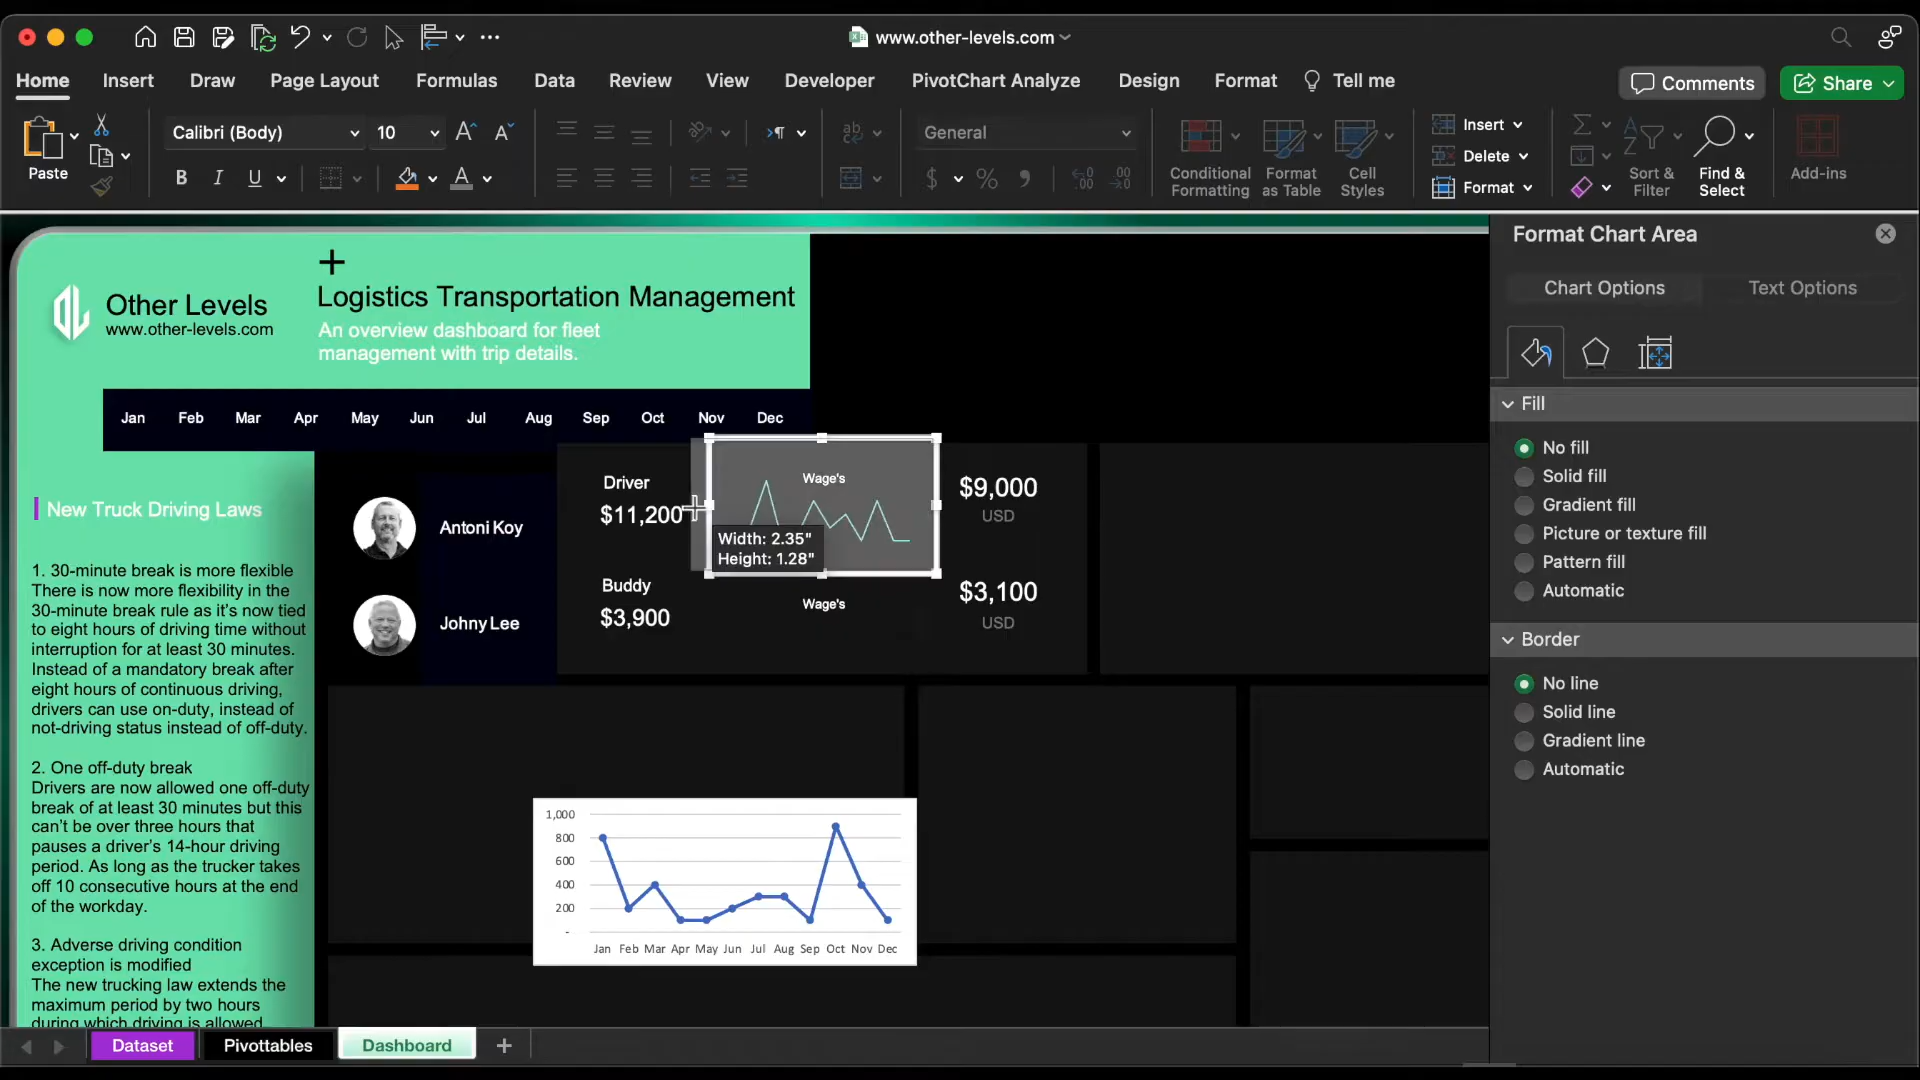 www.other-levels.com
Home
Insert
Draw
Page Layout
Formulas
Data
Review
View
Developer
PivotChart Analyze
Design
Format
Tell me
Comments
Share
Paste
Calibri (Body)
10
A
A
B
I
U
A
ab
General
$
%
Conditional
Formatting
Format
as Table
Cell
Styles
Insert
Delete
Format
Sort &
Filter
Find &
Select
Add-ins
Other Levels
www.other-levels.com
Logistics Transportation Management
An overview dashboard for fleet
management with trip details.
Jan Feb Mar Apr May Jun Jul Aug Sep Oct Nov Dec
New Truck Driving Laws
1. 30-minute break is more flexible
There is now more flexibility in the
30-minute break rule as it's now tied
to eight hours of driving time without
interruption for at least 30 minutes.
Instead of a mandatory break after
eight hours of continuous driving,
drivers can use on-duty, instead of
not-driving status instead of off-duty.
2. One off-duty break
Drivers are now allowed one off-duty
break of at least 30 minutes but this
can't be over three hours that
pauses a driver's 14-hour driving
period. As long as the trucker takes
off 10 consecutive hours at the end
of the workday.
3. Adverse driving condition
exception is modified
The new trucking law extends the
maximum period by two hours
during which driving is allowed
Antoni Koy
Johny Lee
Driver
$11,200
Wage's
Width: 2.35"
Height: 1.28"
$9,000
USD
Buddy
$3,900
Wage's
$3,100
USD
1,000
800
600
400
200
-
Jan Feb Mar Apr May Jun Jul Aug Sep Oct Nov Dec
Format Chart Area
Chart Options
Text Options
Fill
No fill
Solid fill
Gradient fill
Picture or texture fill
Pattern fill
Automatic
Border
No line
Solid line
Gradient line
Automatic
Dataset
Pivottables
Dashboard